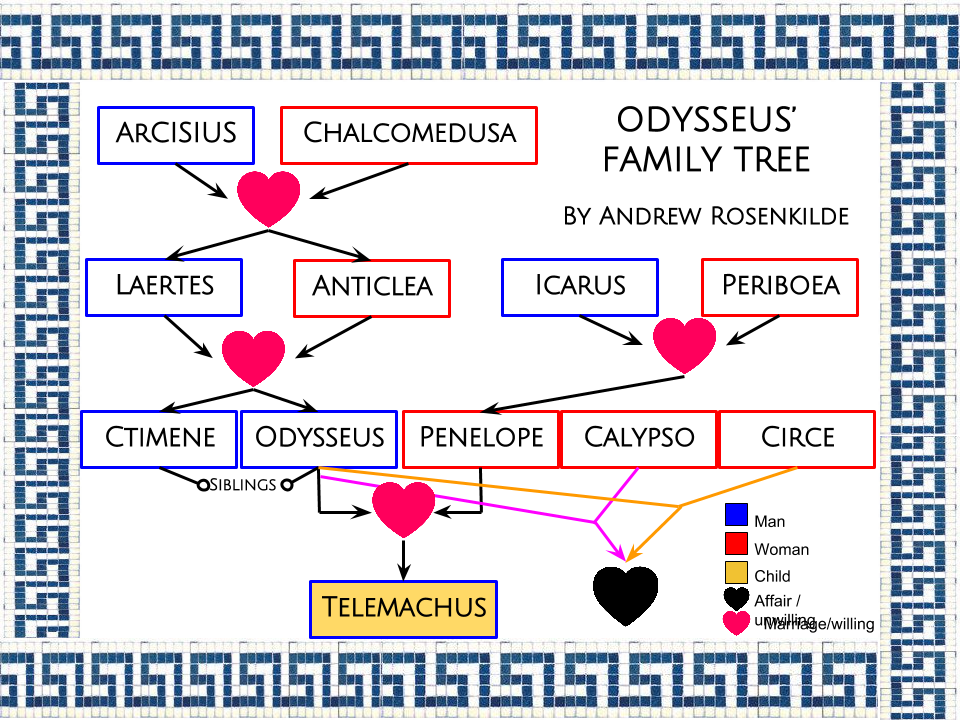 ARCISIUS
CHALCOMEDUSA
ODYSSEUS’
FAMILY TREE
BY ANDREW ROSENKILDE
LAERTES
ANTICLEA
ICARUS
PERIBOEA
CTIMENE
ODYSSEUS
PENELOPE
CALYPSO
CIRCE
SIBLINGS
TELEMACHUS
Man
Woman
Child
Affair /
unwilling
Marriage/willing